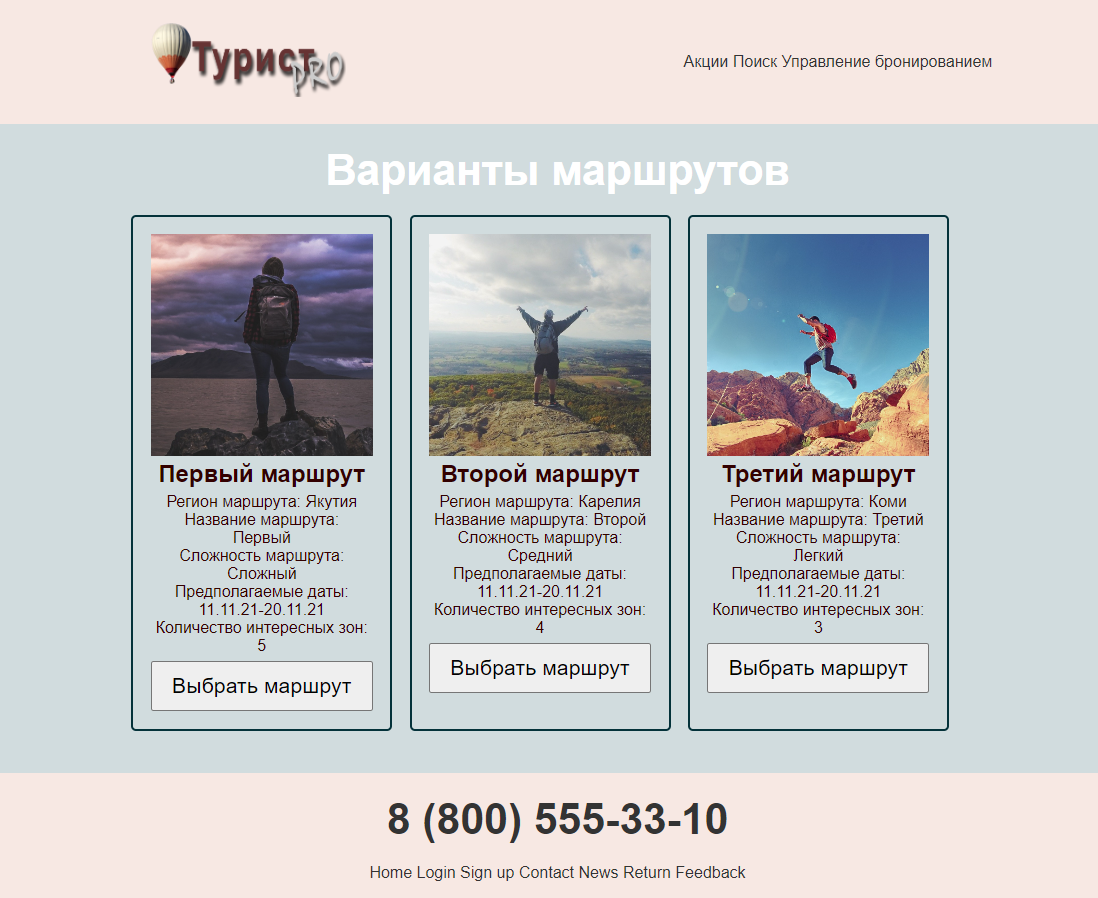 Турист
PRO
Акции Поиск Управление бронированием
Варианты маршрутов
Первый маршрут
Регион маршрута: Якутия
Название маршрута:
Первый
Сложность маршрута:
Сложный
Предполагаемые даты:
11.11.21-20.11.21
Количество интересных зон:
5
Выбрать маршрут
Второй маршрут
Регион маршрута: Карелия
Название маршрута: Второй
Сложность маршрута:
Средний
Предполагаемые даты:
11.11.21-20.11.21
Количество интересных зон:
4
Выбрать маршрут
Третий маршрут
Регион маршрута: Коми
Название маршрута: Третий
Сложность маршрута:
Легкий
Предполагаемые даты:
11.11.21-20.11.21
Количество интересных зон:
3
Выбрать маршрут
8 (800) 555-33-10
Home Login Sign up Contact News Return Feedback